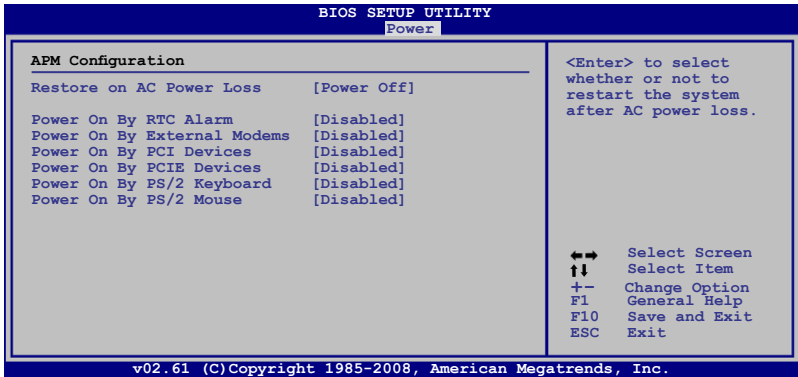 BIOS SETUP UTILITY
Power
APM Configuration
Restore on AC Power Loss [Power Off]
Power On By RTC Alarm [Disabled]
Power On By External Modems [Disabled]
Power On By PCI Devices [Disabled]
Power On By PCIE Devices [Disabled]
Power On By PS/2 Keyboard [Disabled]
Power On By PS/2 Mouse [Disabled]
<Enter> to select
whether or not to
restart the system
after AC power loss.
←→ Select Screen
↑↓ Select Item
+- Change Option
F1 General Help
F10 Save and Exit
ESC Exit
v02.61 (C)Copyright 1985-2008, American Megatrends, Inc.